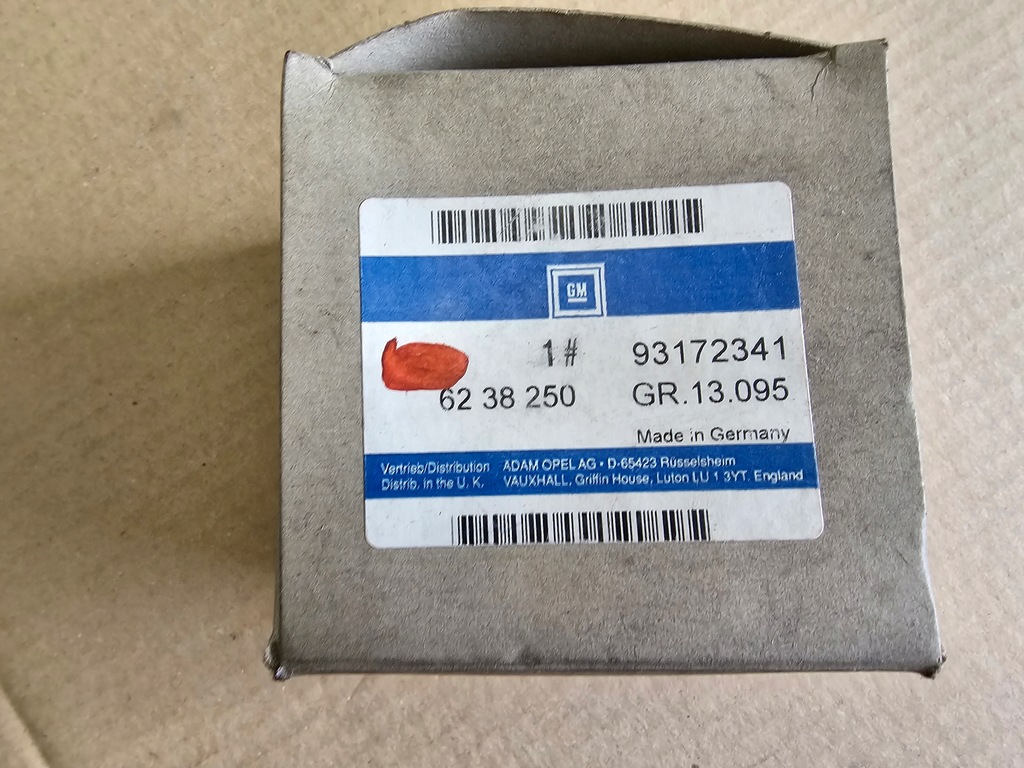 GM
1# 93172341
62 38 250 GR.13.095
Made in Germany
Vertrieb/Distribution ADAM OPEL AG • D-65423 Rüsselsheim
Distrib. in the U. K. VAUXHALL, Griffin House, Luton LU 1 3YT. England